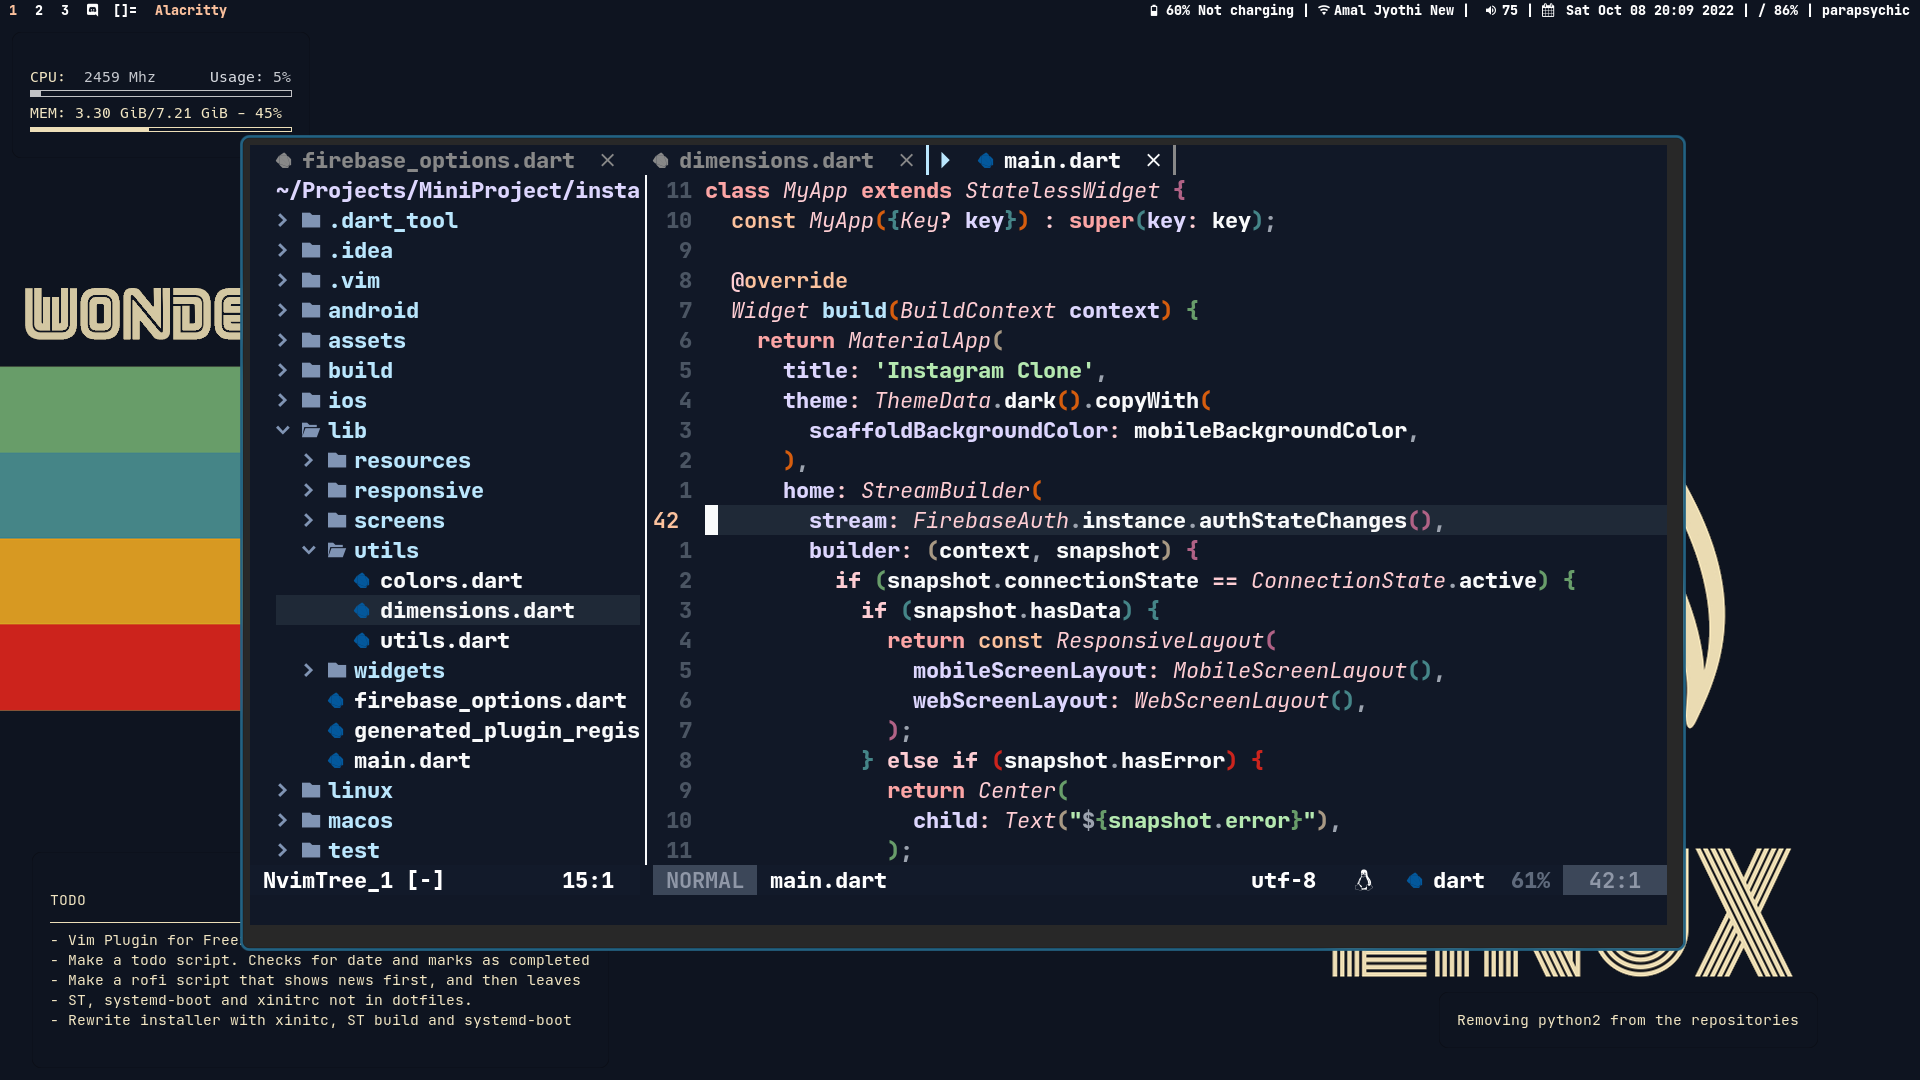 1 2 3 []= Alacritty
60% Not charging | Amal Jyothi New | 75 | Sat Oct 08 20:09 2022 | / 86% | parapsychic
CPU: 2459 Mhz Usage: 5%
MEM: 3.30 GiB/7.21 GiB - 45%
WONDE
firebase_options.dart × dimensions.dart × main.dart ×
~/Projects/MiniProject/insta
.dart_tool
.idea
.vim
android
assets
build
ios
lib
resources
responsive
screens
utils
colors.dart
dimensions.dart
utils.dart
widgets
firebase_options.dart
generated_plugin_regis
main.dart
linux
macos
test
NvimTree_1 [-] 15:1
11 class MyApp extends StatelessWidget {
10 const MyApp({Key? key}) : super(key: key);
9
8 @override
7 Widget build(BuildContext context) {
6 return MaterialApp(
5 title: 'Instagram Clone',
4 theme: ThemeData.dark().copyWith(
3 scaffoldBackgroundColor: mobileBackgroundColor,
2 ),
1 home: StreamBuilder(
42 stream: FirebaseAuth.instance.authStateChanges(),
1 builder: (context, snapshot) {
2 if (snapshot.connectionState == ConnectionState.active) {
3 if (snapshot.hasData) {
4 return const ResponsiveLayout(
5 mobileScreenLayout: MobileScreenLayout(),
6 webScreenLayout: WebScreenLayout(),
7 );
8 } else if (snapshot.hasError) {
9 return Center(
10 child: Text("${snapshot.error}"),
11 );
NORMAL main.dart utf-8 dart 61% 42:1
TODO
- Vim Plugin for Free
- Make a todo script. Checks for date and marks as completed
- Make a rofi script that shows news first, and then leaves
- ST, systemd-boot and xinitrc not in dotfiles.
- Rewrite installer with xinitc, ST build and systemd-boot
Removing python2 from the repositories